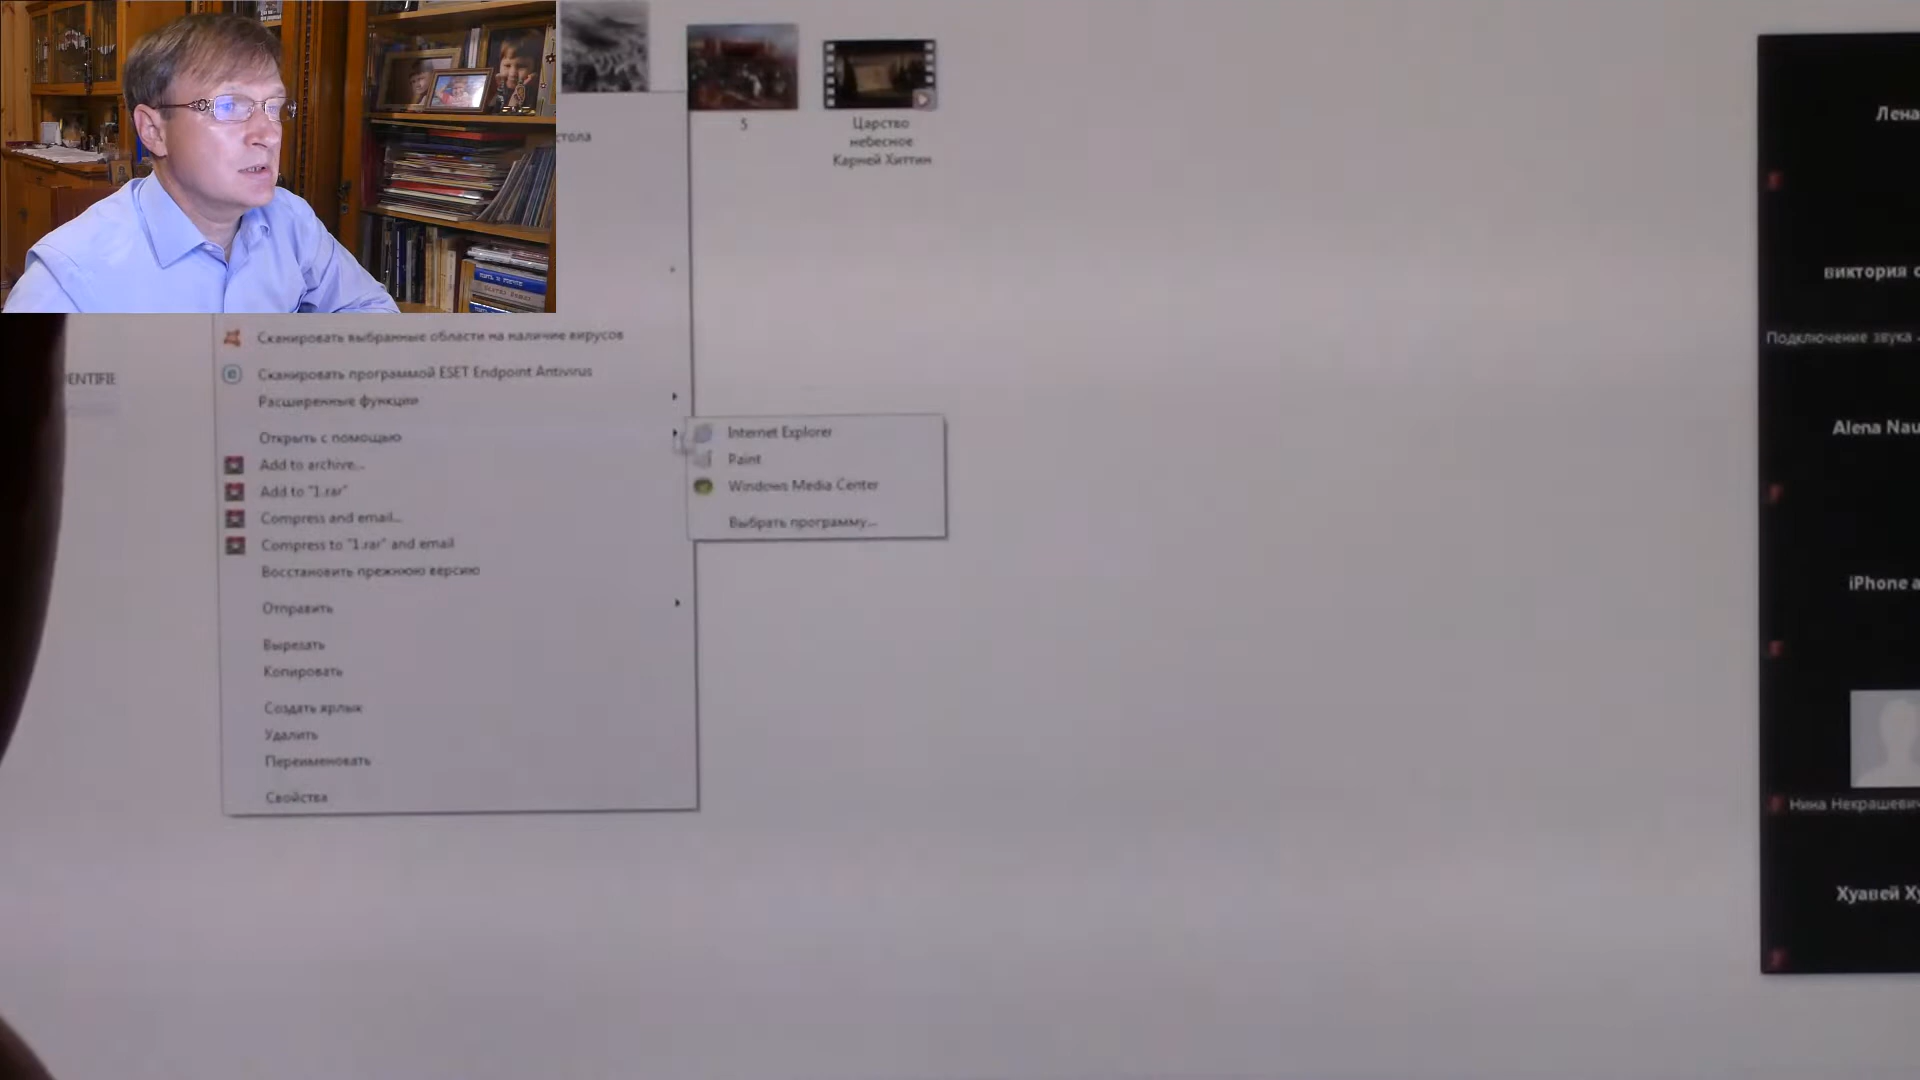 5
Царство
небесное
Карней Хиттин
стола
Сканировать выбранные области на наличие вирусов
Сканировать программой ESET Endpoint Antivirus
Расширенные функции
Открыть с помощью
Add to archive...
Add to "1.rar"
Compress and email...
Compress to "1.rar" and email
Восстановить прежнюю версию
Отправить
Вырезать
Копировать
Создать ярлык
Удалить
Переименовать
Свойства
Internet Explorer
Paint
Windows Media Center
Выбрать программу...
ENTIFIE
Лена
виктория
Подключение звука
Alena Nau
iPhone a
Нина Некрашевич
Хуавей Ху